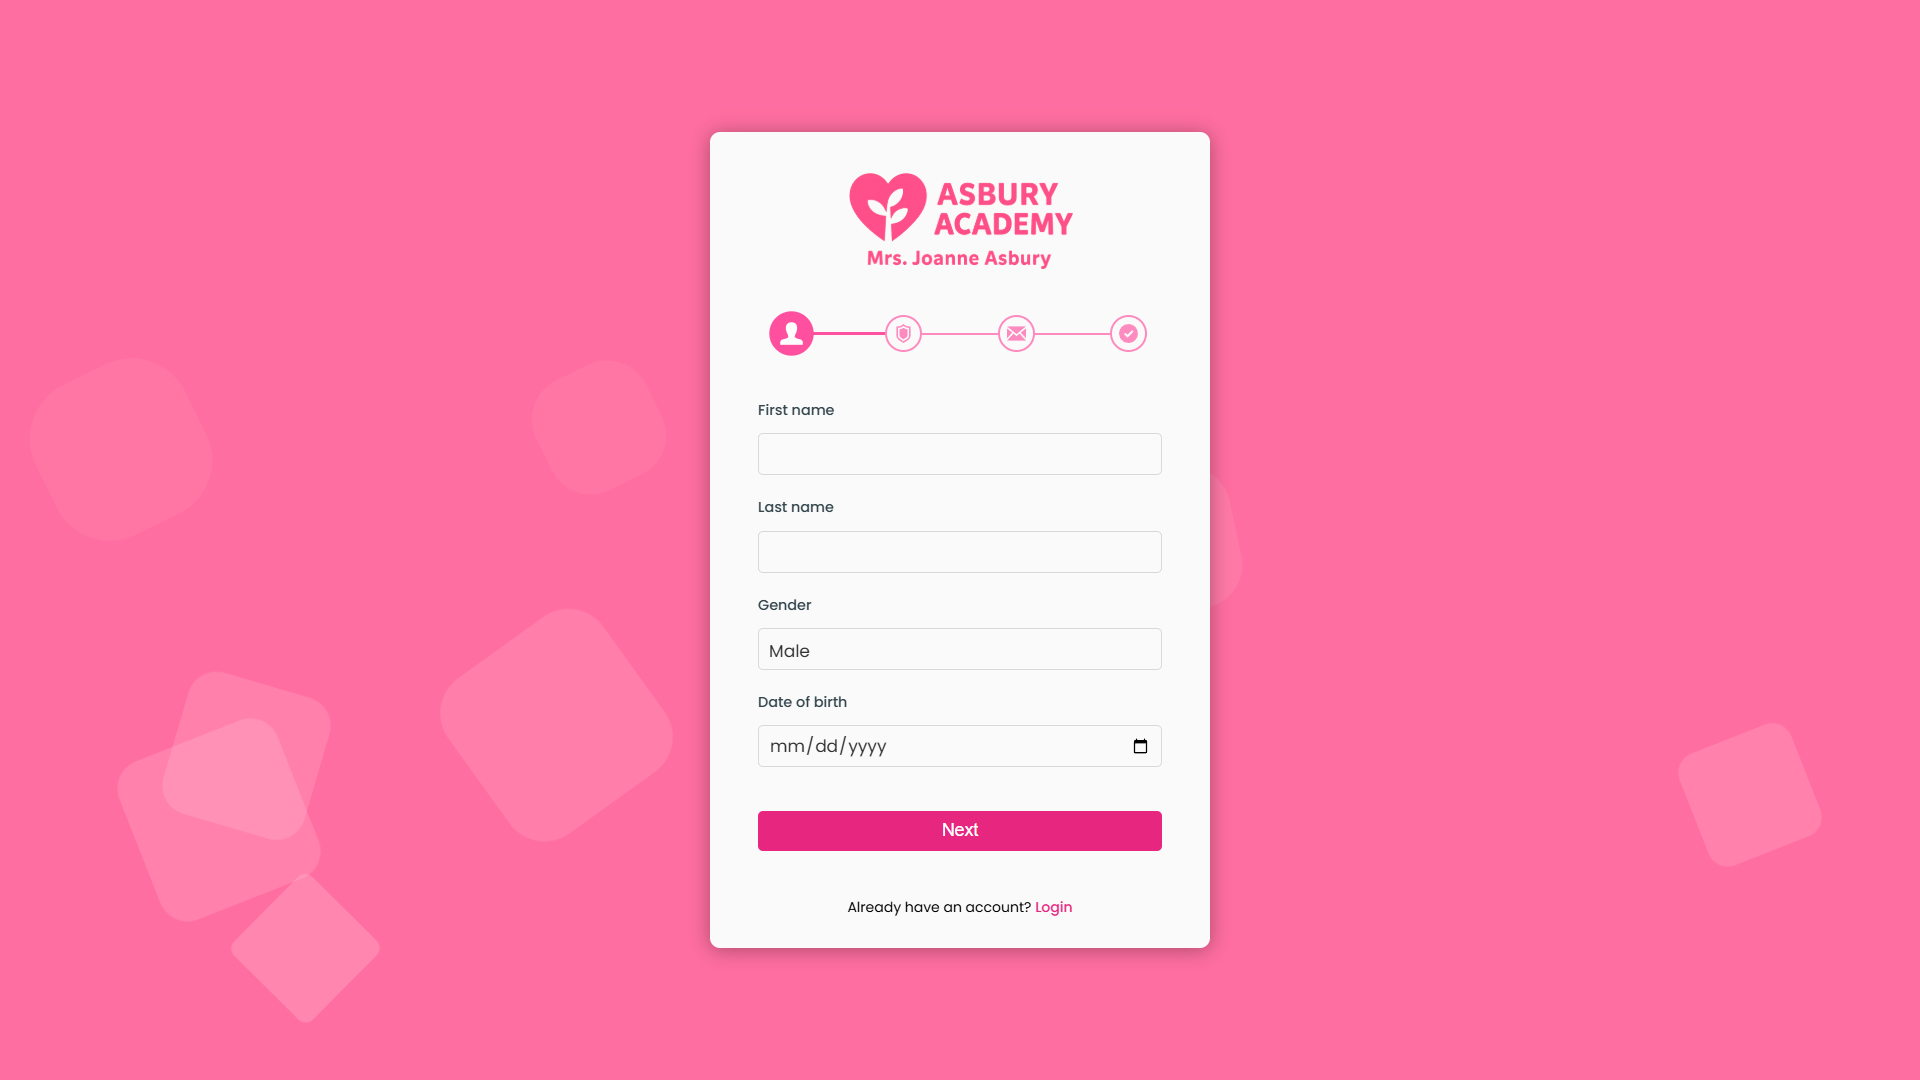 ASBURY
ACADEMY
Mrs. Joanne Asbury
First name
Last name
Gender
Male
Date of birth
mm/dd/yyyy
Next
Already have an account? Login